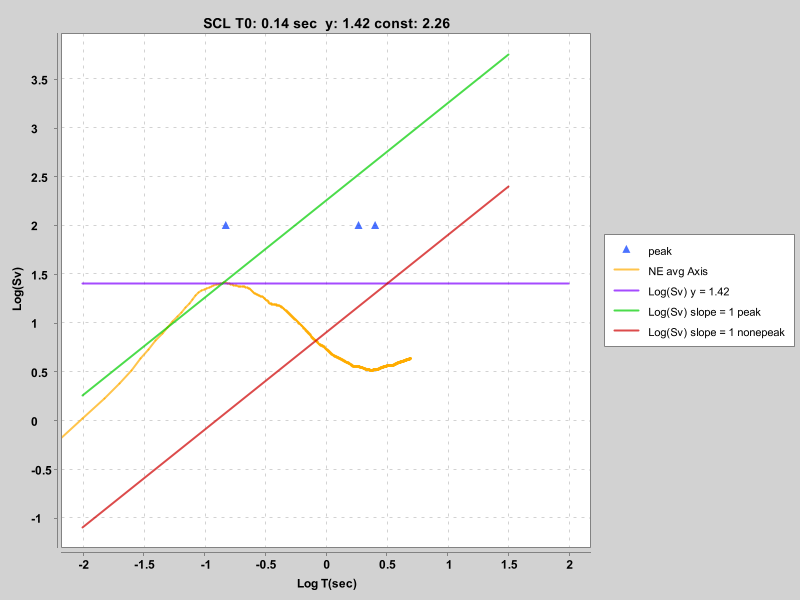 SCL T0: 0.14 sec  y: 1.42 const: 2.26
3.5
3
2.5
2
1.5
1
0.5
0
-0.5
-1
Log(Sv)
-2
-1.5
-1
-0.5
0
0.5
1
1.5
2
Log T(sec)
peak
NE avg Axis
Log(Sv) y = 1.42
Log(Sv) slope = 1 peak
Log(Sv) slope = 1 nonepeak